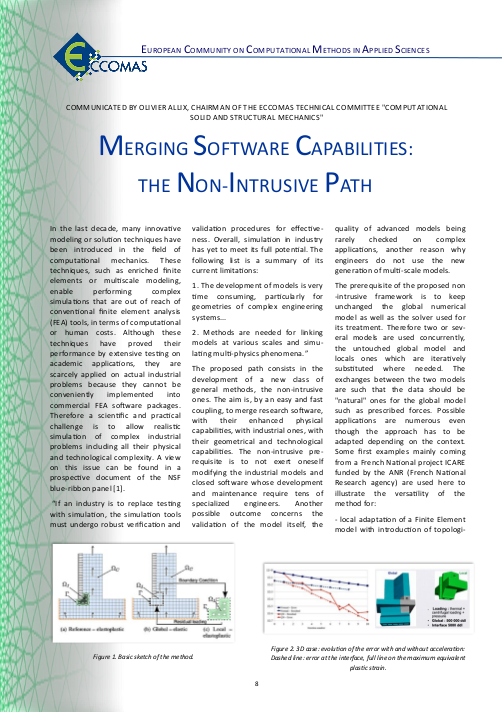 ECCOMAS
EUROPEAN COMMUNITY ON COMPUTATIONAL METHODS IN APPLIED SCIENCES
COMMUNICATED BY OLIVIER ALLIX, CHAIRMAN OF THE ECCOMAS TECHNICAL COMMITTEE "COMPUTATIONAL
SOLID AND STRUCTURAL MECHANICS"
MERGING SOFTWARE CAPABILITIES:
THE NON-INTRUSIVE PATH
In the last decade, many innovative
modeling or solution techniques have
been introduced in the field of
computational mechanics. These
techniques, such as enriched finite
elements or multiscale modeling,
enable performing complex
simulations that are out of reach of
conventional finite element analysis
(FEA) tools, in terms of computational
or human costs. Although these
techniques have proved their
performance by extensive testing on
academic applications, they are
scarcely applied on actual industrial
problems because they cannot be
conveniently implemented into
commercial FEA software packages.
Therefore a scientific and practical
challenge is to allow realistic
simulation of complex industrial
problems including all their physical
and technological complexity. A view
on this issue can be found in a
prospective document of the NSF
blue-ribbon panel [1].
"If an industry is to replace testing
with simulation, the simulation tools
must undergo robust verification and
validation procedures for effective-
ness. Overall, simulation in industry
has yet to meet its full potential. The
following list is a summary of its
current limitations:
1. The development of models is very
time consuming, particularly for
geometries of complex engineering
systems...
2. Methods are needed for linking
models at various scales and simu-
lating multi-physics phenomena."
The proposed path consists in the
development of a new class of
general methods, the non-intrusive
ones. The aim is, by an easy and fast
coupling, to merge research software,
with their enhanced physical
capabilities, with industrial ones, with
their geometrical and technological
capabilities. The non-intrusive pre-
requisite is to not exert oneself
modifying the industrial models and
closed software whose development
and maintenance require tens of
specialized engineers. Another
possible outcome concerns the
validation of the model itself, the
quality of advanced models being
rarely checked on complex
applications, another reason why
engineers do not use the new
generation of multi-scale models.
The prerequisite of the proposed non
-intrusive framework is to keep
unchanged the global numerical
model as well as the solver used for
its treatment. Therefore two or sev-
eral models are used concurrently,
the untouched global model and
locals ones which are iteratively
substituted where needed. The
exchanges between the two models
are such that the data should be
"natural" ones for the global model
such as prescribed forces. Possible
applications are numerous even
though the approach has to be
adapted depending on the context.
Some first examples mainly coming
from a French National project ICARE
funded by the ANR (French National
Research agency) are used here to
illustrate the versatility of the
method for:
- local adaptation of a Finite Element
model with introduction of topologi-
Boundary Condition
Residual loading
(a) Reference - elastoplastic
(b) Global - elastic
(c) Local -
elastoplastic
Figure 1. Basic sketch of the method.
Figure 2. 3D case: evolution of the error with and without acceleration:
Dashed line: error at the interface, full line on the maximum equivalent
plastic strain.
8